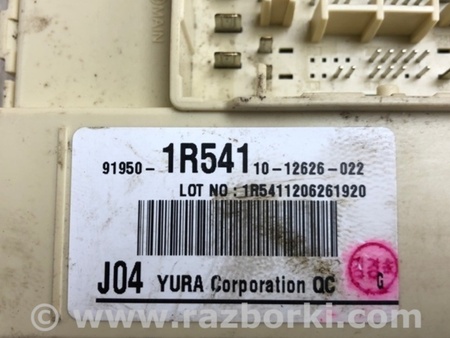 91950- 1R541 10-12626-022
LOT NO : 1R5411206261920
J04 YURA Corporation QC G
© www.razborki.com